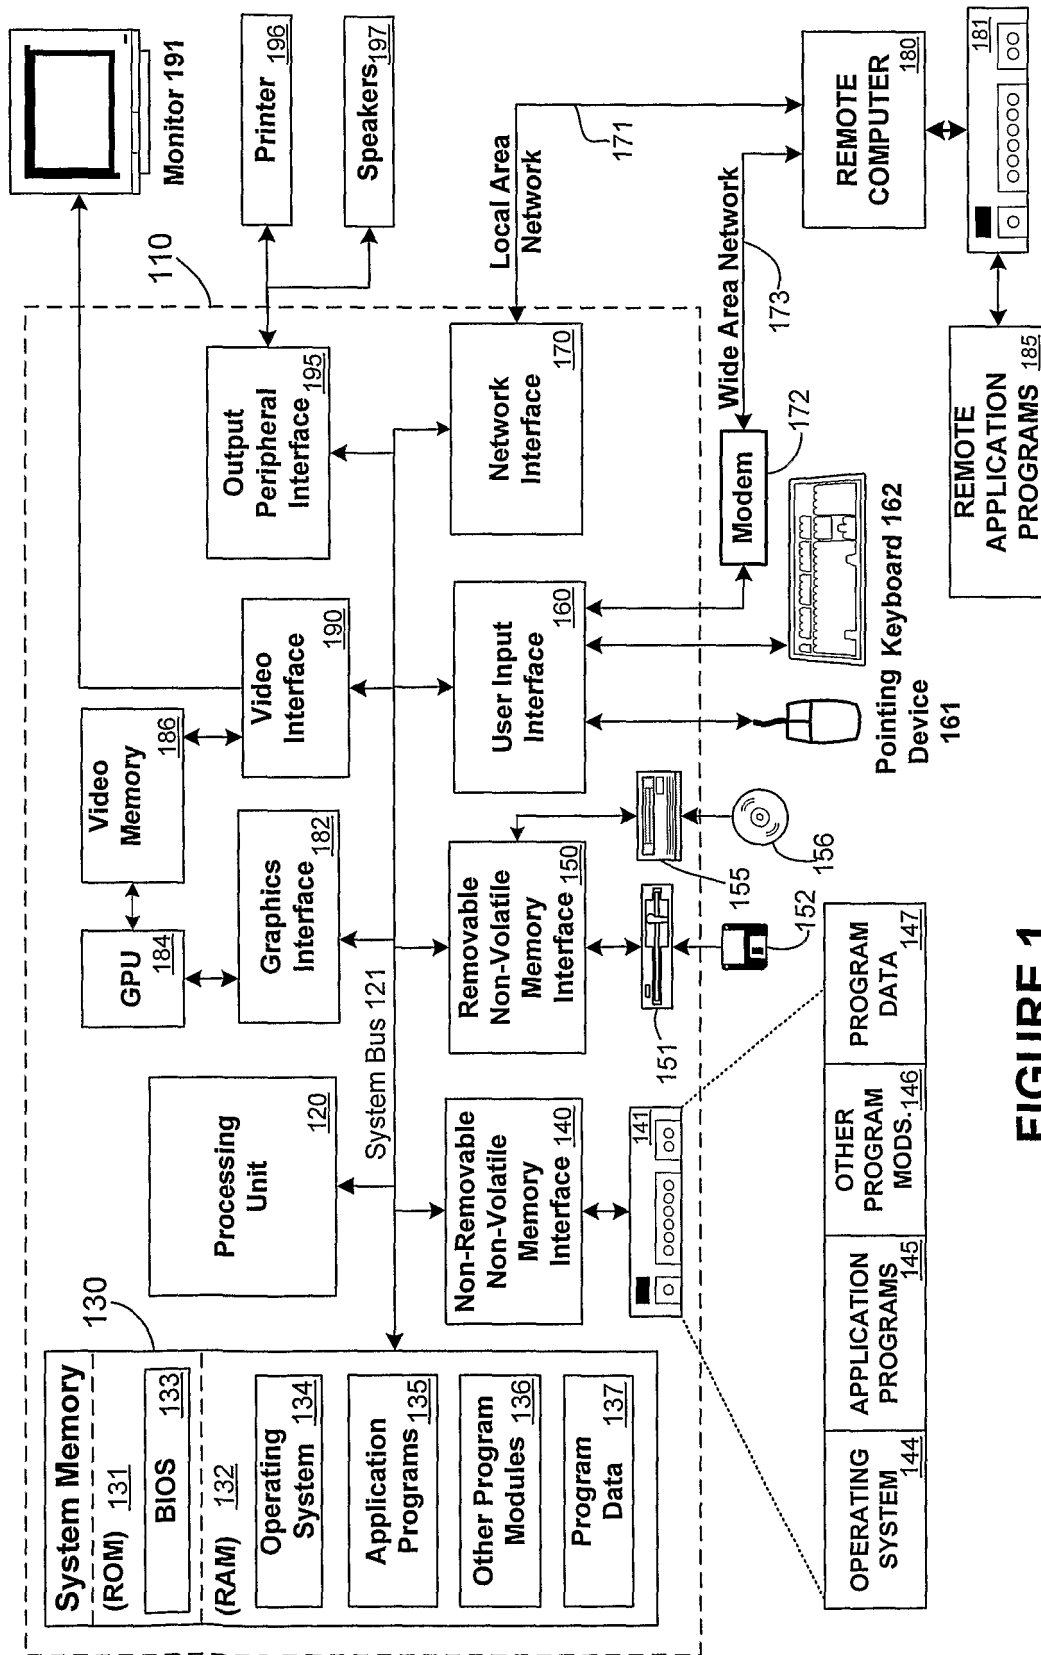 System Memory
130
(ROM) 131
BIOS 133
(RAM) 132
Operating
System 134
Application
Programs 135
Other Program
Modules 136
Program
Data 137
Processing
Unit
120
System Bus 121
GPU
184
Video
Memory 186
Graphics
Interface
182
Video
Interface
190
Output
Peripheral
Interface 195
110
Monitor 191
Printer
196
Speakers 197
Non-Removable
Non-Volatile
Memory
Interface 140
Removable
Non-Volatile
Memory
Interface 150
User Input
Interface
160
Network
Interface
170
Local Area
Network
171
141
151
152
155
156
Pointing
Device
161
Keyboard 162
Modem
172
Wide Area Network
173
REMOTE
COMPUTER
180
181
REMOTE
APPLICATION
PROGRAMS 185
OPERATING
SYSTEM 144
APPLICATION
PROGRAMS 145
OTHER
PROGRAM
MODS. 146
PROGRAM
DATA 147
FIGURE 1